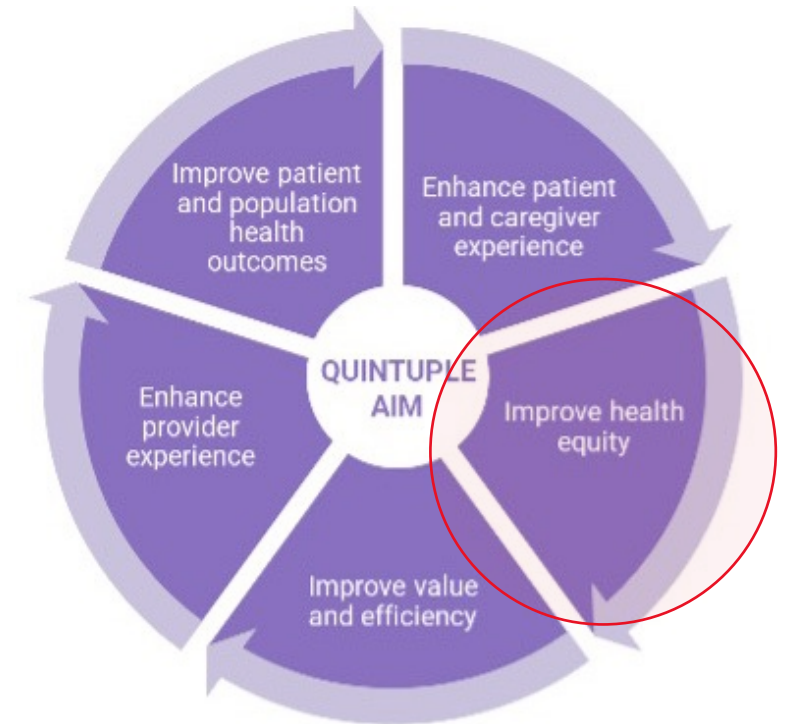 Improve patient
and population
health
outcomes
Enhance patient
and caregiver
experience
QUINTUPLE
AIM
Improve health
equity
Enhance
provider
experience
Improve value
and efficiency